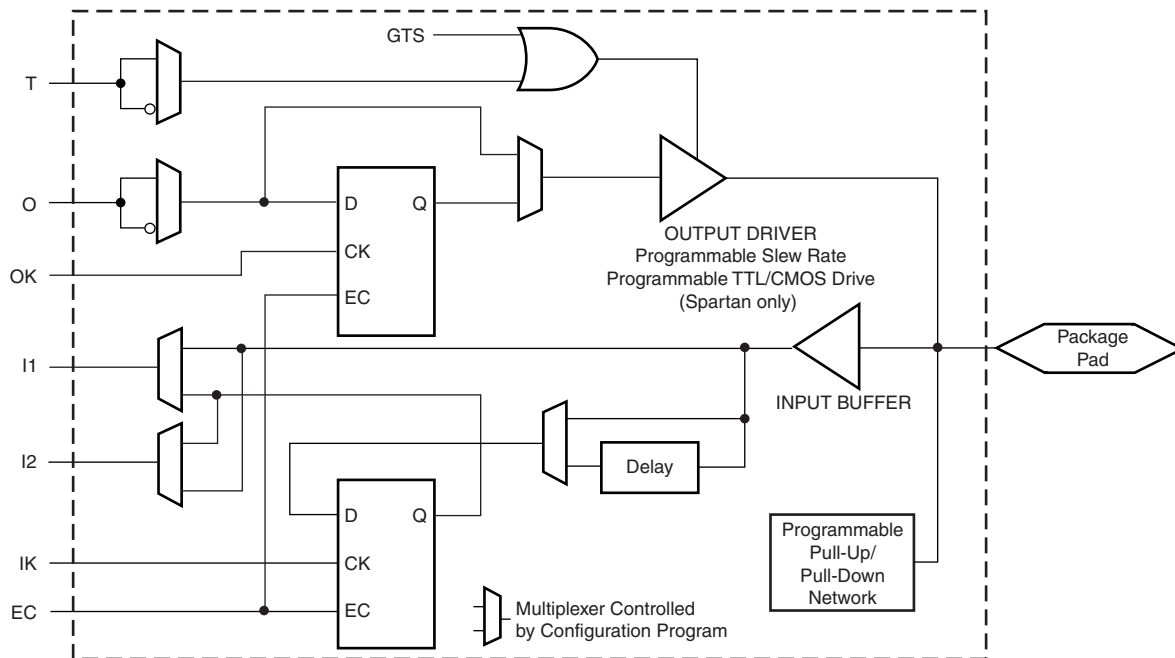 GTS
T
O
D
Q
CK
EC
OK
OUTPUT DRIVER
Programmable Slew Rate
Programmable TTL/CMOS Drive
(Spartan only)
I1
Package
Pad
INPUT BUFFER
I2
Delay
D
Q
CK
EC
Programmable
Pull-Up/
Pull-Down
Network
IK
EC
Multiplexer Controlled
by Configuration Program